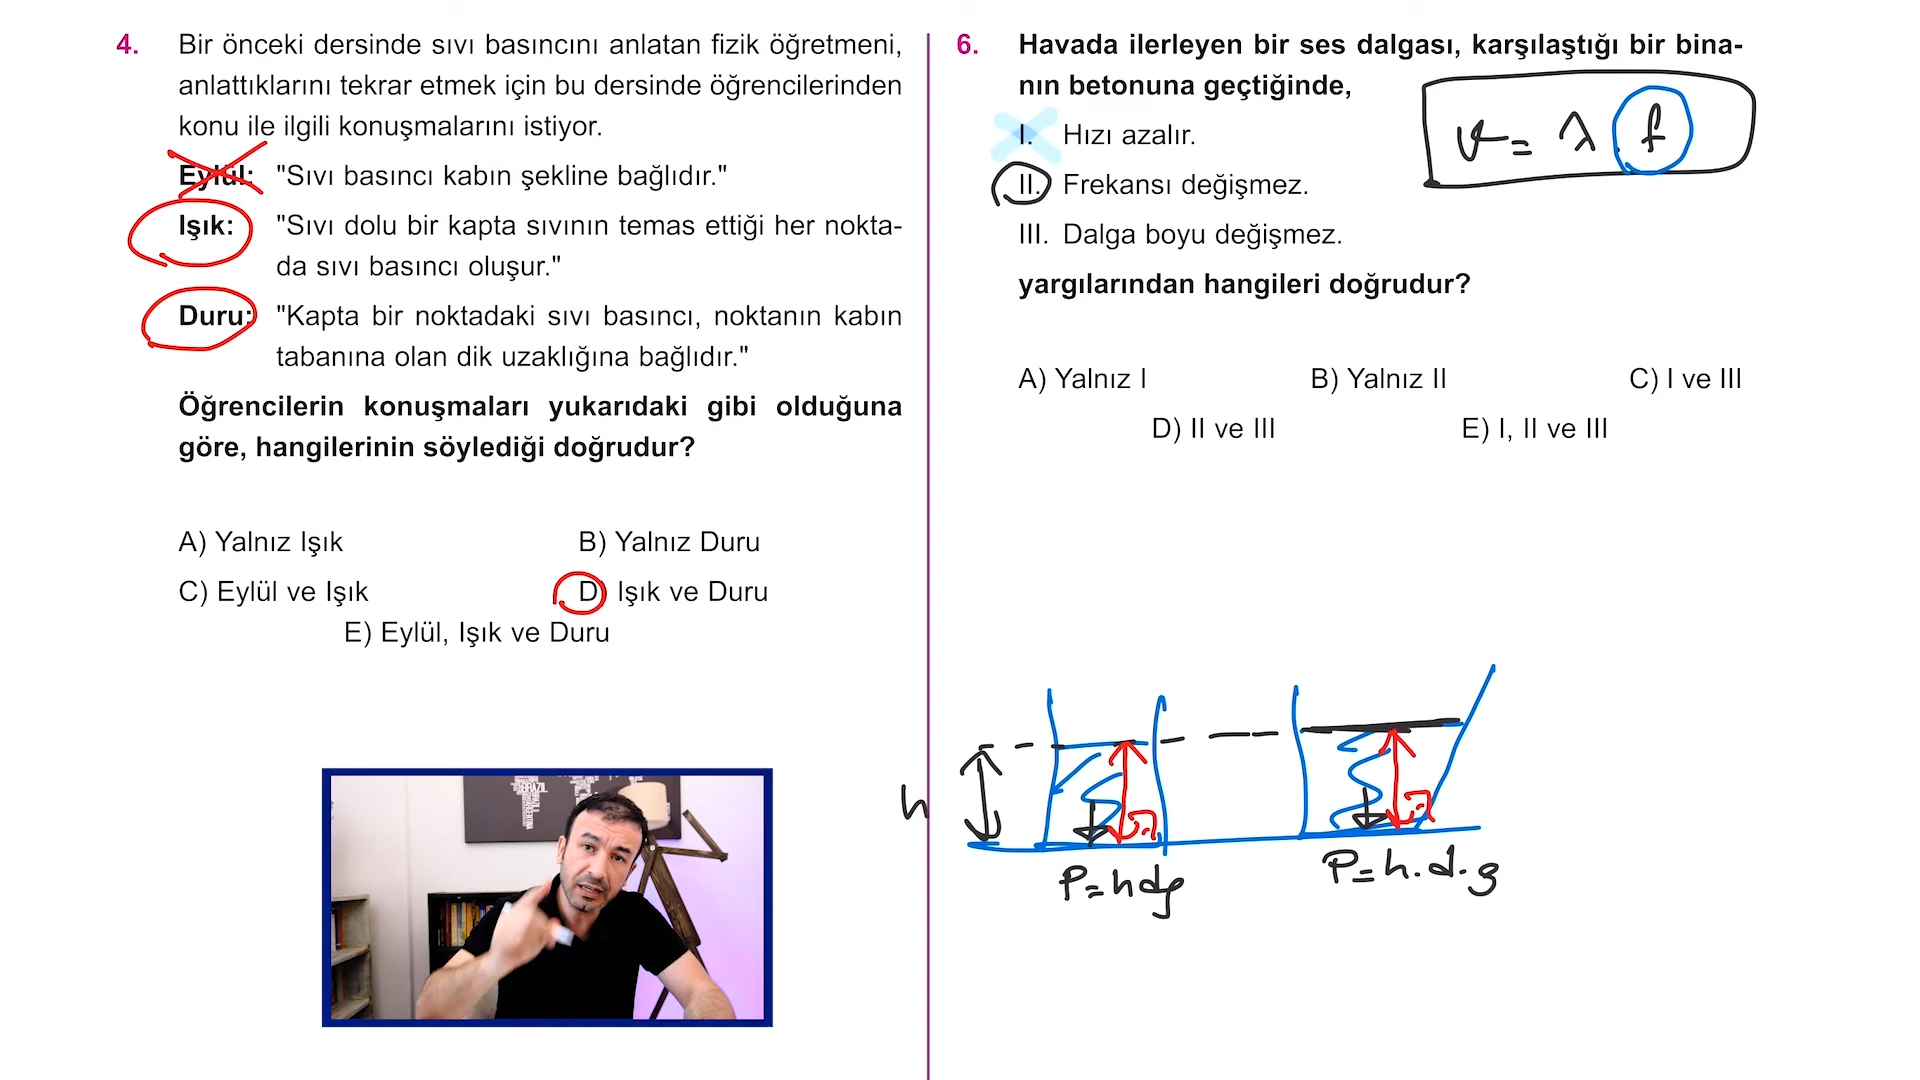 4. Bir önceki dersinde sıvı basıncını anlatan fizik öğretmeni,
anlattıklarını tekrar etmek için bu dersinde öğrencilerinden
konu ile ilgili konuşmalarını istiyor.
Eylül: "Sıvı basıncı kabın şekline bağlıdır."
Işık: "Sıvı dolu bir kapta sıvının temas ettiği her nokta-
da sıvı basıncı oluşur."
Duru: "Kapta bir noktadaki sıvı basıncı, noktanın kabın
tabanına olan dik uzaklığına bağlıdır."
Öğrencilerin konuşmaları yukarıdaki gibi olduğuna
göre, hangilerinin söylediği doğrudur?
A) Yalnız Işık B) Yalnız Duru
C) Eylül ve Işık D) Işık ve Duru
E) Eylül, Işık ve Duru
BRAZIL
6. Havada ilerleyen bir ses dalgası, karşılaştığı bir bina-
nın betonuna geçtiğinde,
I. Hızı azalır.
II. Frekansı değişmez.
III. Dalga boyu değişmez.
yargılarından hangileri doğrudur?
v = λ . f
A) Yalnız I B) Yalnız II C) I ve III
D) II ve III E) I, II ve III
h
P=hdg
P=h.d.g